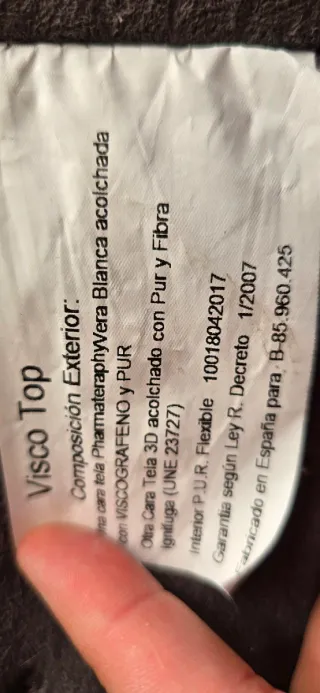 Visco Top
Composición Exterior:
cara tela PharmateraphyVera Blanca acolchada
con VISCOGRAFENO y PUR
Otra Cara Tela 3D acolchado con Pur y Fibra
Ignifuga (UNE 23727)
Interior P.U.R. Flexible 10018042017
Garantia según Ley R. Decreto 1/2007
Fabricado en España para: B-85.960.425